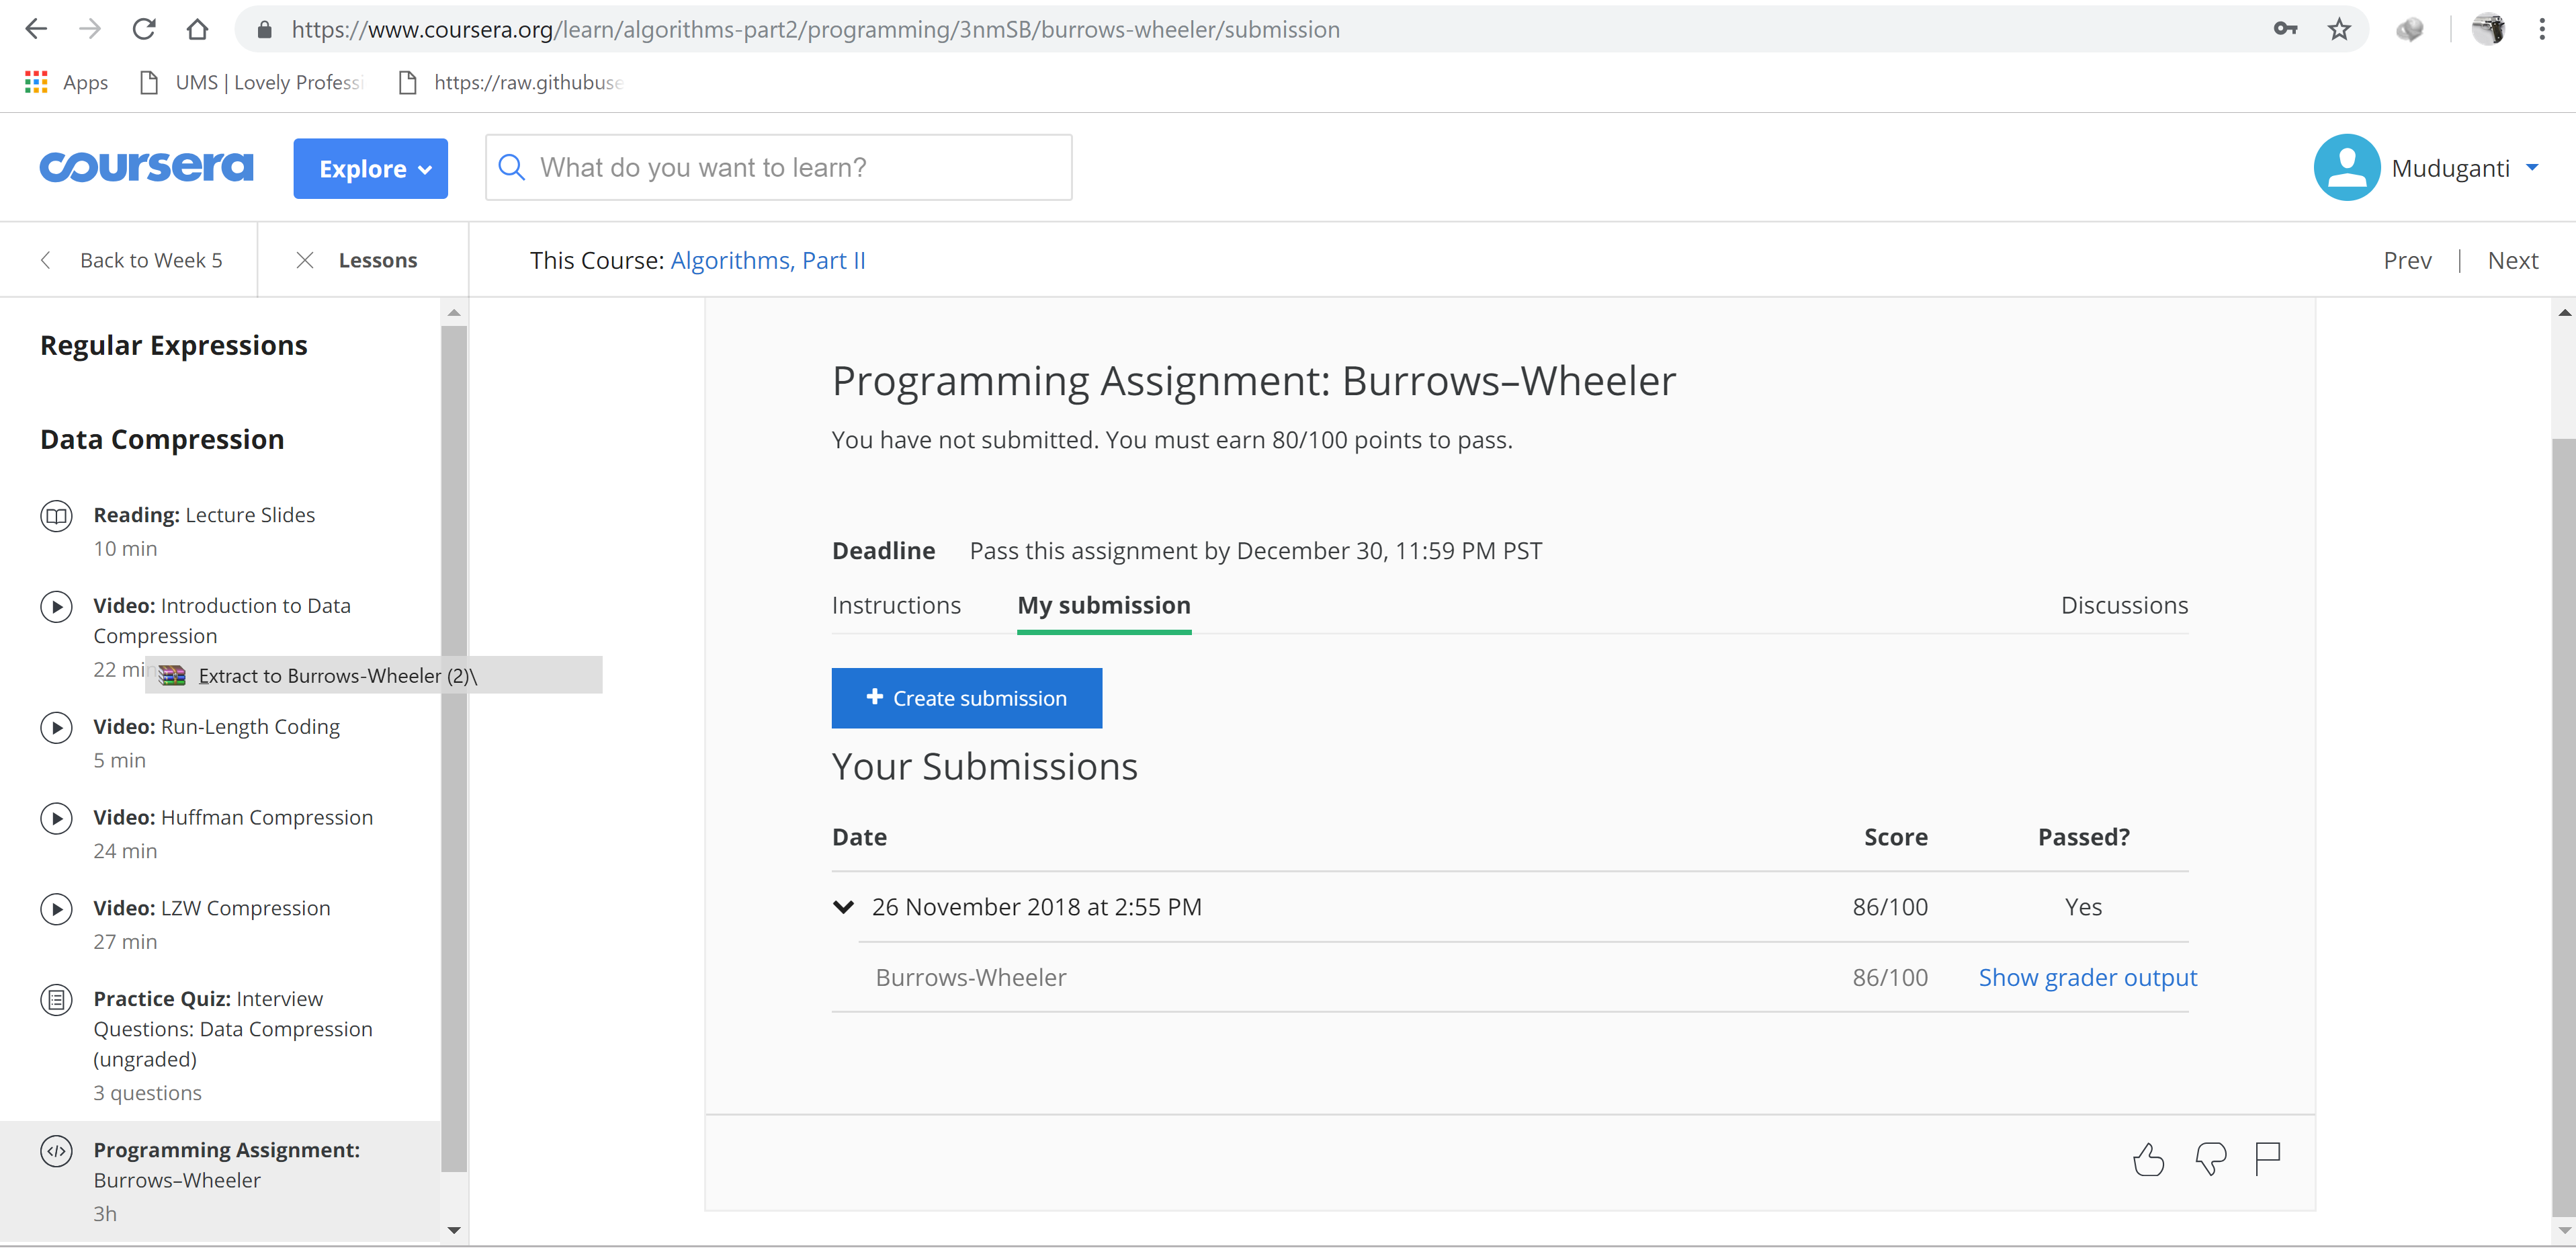 https://www.coursera.org/learn/algorithms-part2/programming/3nmSB/burrows-wheeler/submission
Apps
UMS | Lovely Professi
https://raw.githubuse
coursera
Explore
What do you want to learn?
Muduganti
Back to Week 5
Lessons
This Course: Algorithms, Part II
Prev | Next
Regular Expressions
Data Compression
Reading: Lecture Slides
10 min
Video: Introduction to Data
Compression
22 min
Extract to Burrows-Wheeler (2)\
Video: Run-Length Coding
5 min
Video: Huffman Compression
24 min
Video: LZW Compression
27 min
Practice Quiz: Interview
Questions: Data Compression
(ungraded)
3 questions
Programming Assignment:
Burrows–Wheeler
3h
Programming Assignment: Burrows–Wheeler
You have not submitted. You must earn 80/100 points to pass.
Deadline Pass this assignment by December 30, 11:59 PM PST
Instructions My submission Discussions
+ Create submission
Your Submissions
Date Score Passed?
26 November 2018 at 2:55 PM 86/100 Yes
Burrows-Wheeler 86/100 Show grader output